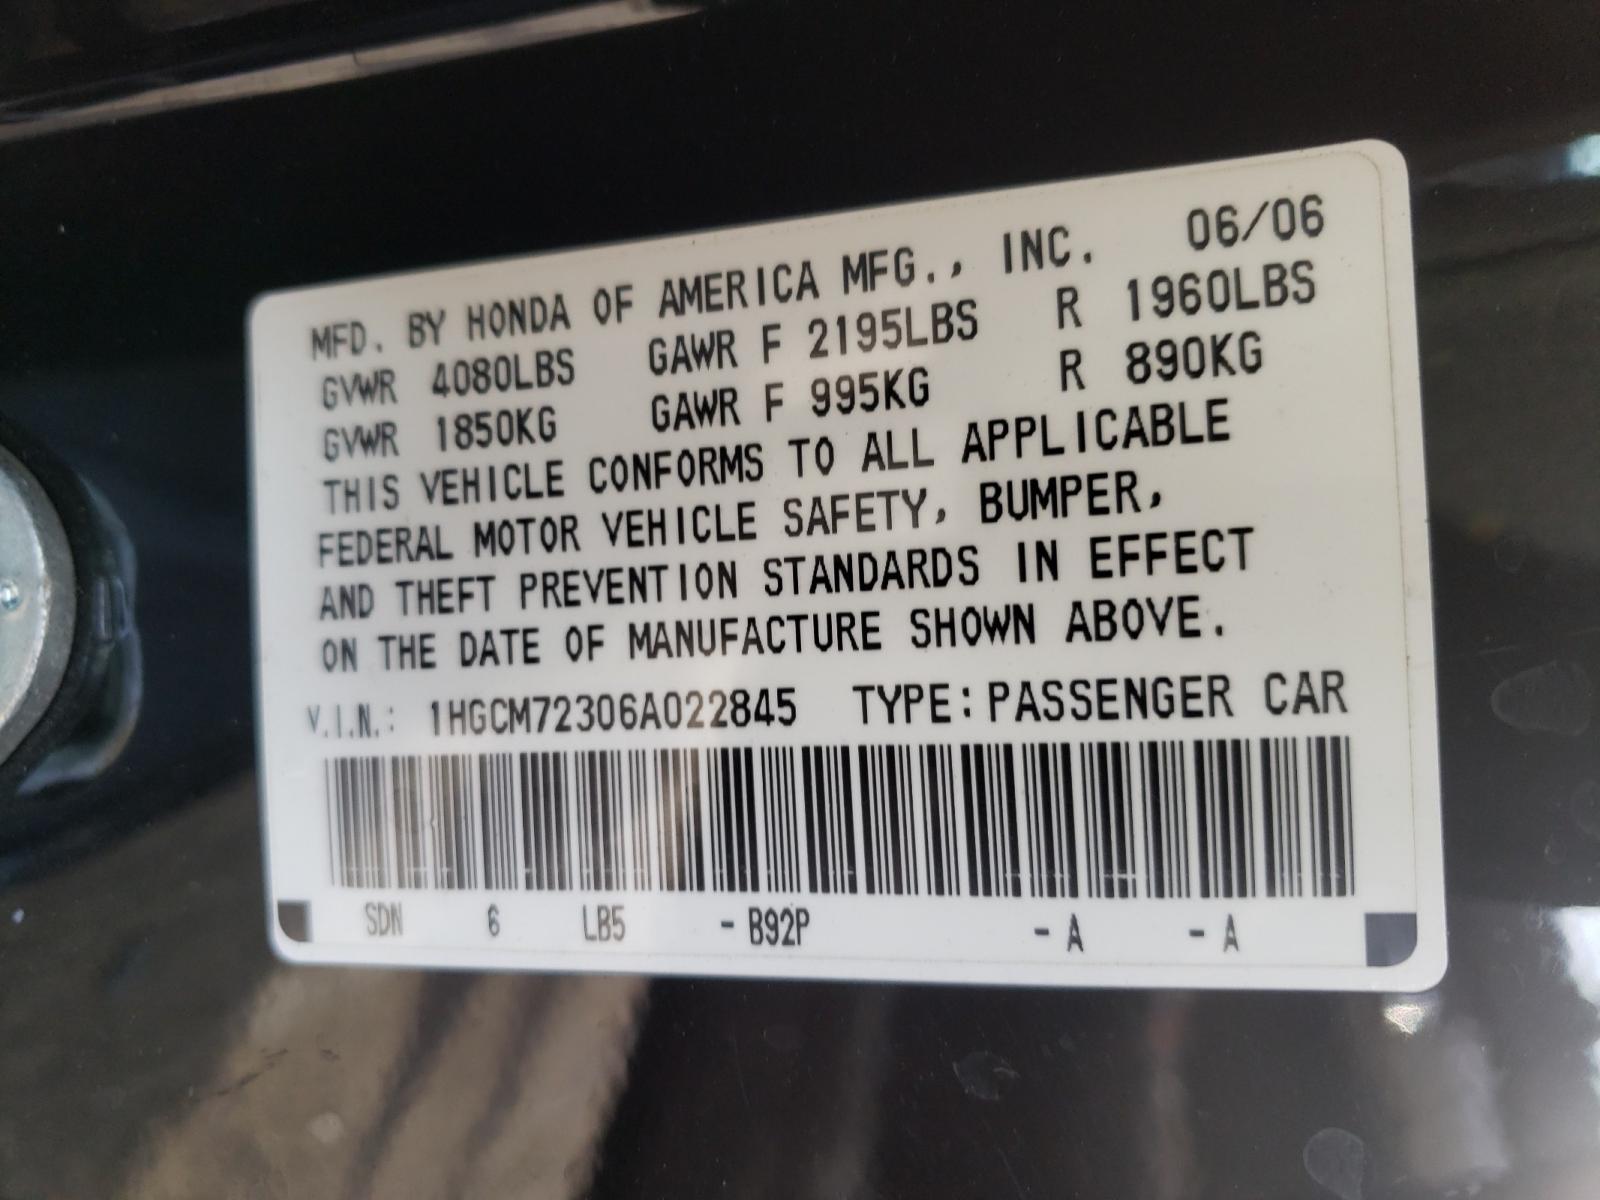 MFD. BY HONDA OF AMERICA MFG., INC. 06/06
GVWR 4080LBS GAWR F 2195LBS R 1960LBS
GVWR 1850KG GAWR F 995KG R 890KG
THIS VEHICLE CONFORMS TO ALL APPLICABLE
FEDERAL MOTOR VEHICLE SAFETY, BUMPER,
AND THEFT PREVENTION STANDARDS IN EFFECT
ON THE DATE OF MANUFACTURE SHOWN ABOVE.
V.I.N.: 1HGCM72306A022845 TYPE: PASSENGER CAR
SDN 6 LB5 - B92P - A - A